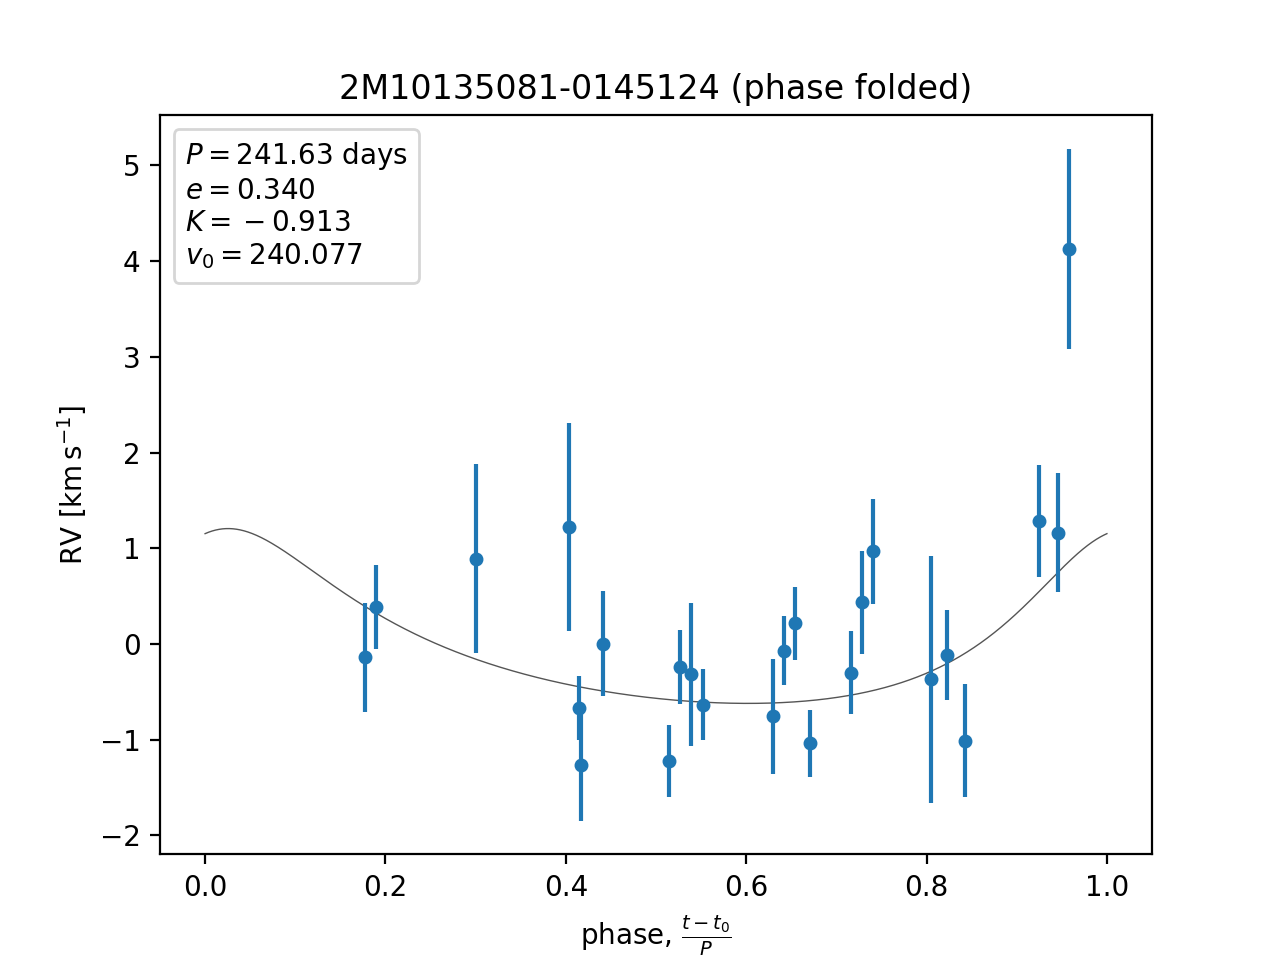 2M10135081-0145124 (phase folded)
P = 241.63 days
e = 0.340
K = −0.913
v₀ = 240.077
RV [km s⁻¹]
5
4
3
2
1
0
−1
−2
0.0 0.2 0.4 0.6 0.8 1.0
phase, (t − t₀)/P